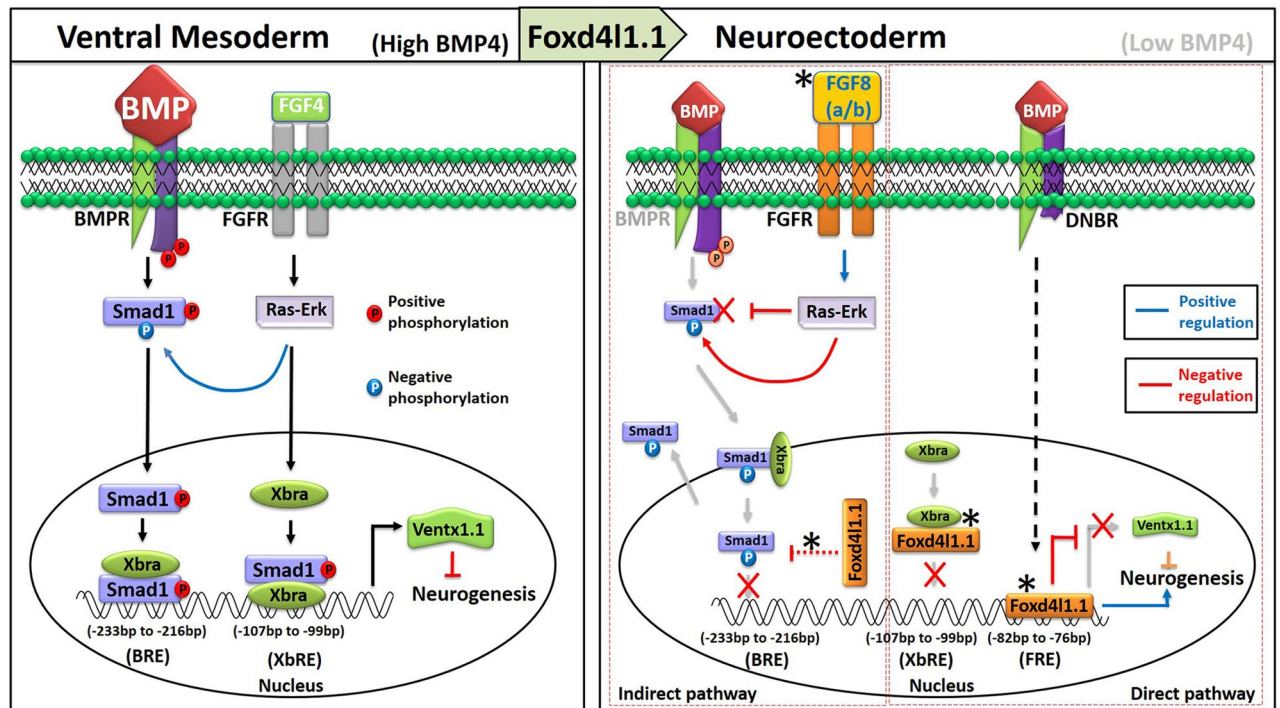 Ventral Mesoderm (High BMP4)
Foxd4l1.1
Neuroectoderm (Low BMP4)
BMP
FGF4
BMPR
FGFR
P
P
Smad1 P
P
Ras-Erk
P Positive
phosphorylation
P Negative
phosphorylation
Smad1 P
Xbra
Xbra
Smad1 P
Smad1 P
Xbra
Ventx1.1
Neurogenesis
(-233bp to -216bp)
(BRE)
(-107bp to -99bp)
(XbRE)
Nucleus
BMP
* FGF8
(a/b)
BMP
BMPR
FGFR
DNBR
P
P
Smad1
P
Ras-Erk
Positive
regulation
Negative
regulation
Smad1
P
Smad1
P
Xbra
Smad1
P
*
Foxd4l1.1
Xbra
Xbra *
Foxd4l1.1
Ventx1.1
Neurogenesis
*
Foxd4l1.1
(-233bp to -216bp)
(BRE)
(-107bp to -99bp)
(XbRE)
(-82bp to -76bp)
(FRE)
Indirect pathway
Nucleus
Direct pathway